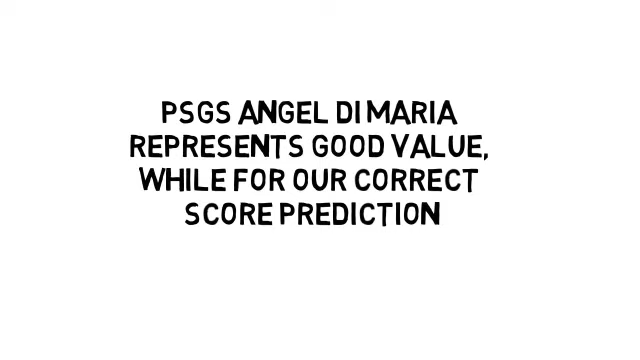 PSGS ANGEL DI MARIA
REPRESENTS GOOD VALUE,
WHILE FOR OUR CORRECT
SCORE PREDICTION